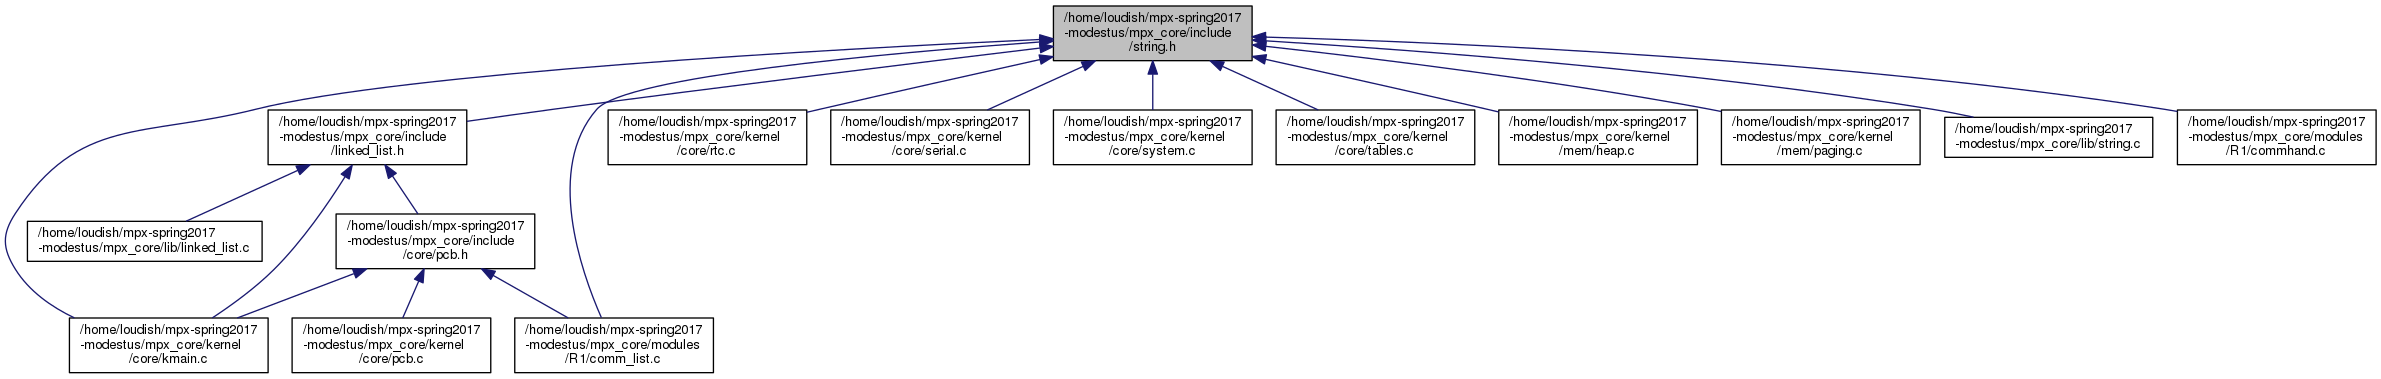 /home/loudish/mpx-spring2017
-modestus/mpx_core/include
/string.h
/home/loudish/mpx-spring2017
-modestus/mpx_core/include
/linked_list.h
/home/loudish/mpx-spring2017
-modestus/mpx_core/kernel
/core/rtc.c
/home/loudish/mpx-spring2017
-modestus/mpx_core/kernel
/core/serial.c
/home/loudish/mpx-spring2017
-modestus/mpx_core/kernel
/core/system.c
/home/loudish/mpx-spring2017
-modestus/mpx_core/kernel
/core/tables.c
/home/loudish/mpx-spring2017
-modestus/mpx_core/kernel
/mem/heap.c
/home/loudish/mpx-spring2017
-modestus/mpx_core/kernel
/mem/paging.c
/home/loudish/mpx-spring2017
-modestus/mpx_core/lib/string.c
/home/loudish/mpx-spring2017
-modestus/mpx_core/modules
/R1/commhand.c
/home/loudish/mpx-spring2017
-modestus/mpx_core/lib/linked_list.c
/home/loudish/mpx-spring2017
-modestus/mpx_core/include
/core/pcb.h
/home/loudish/mpx-spring2017
-modestus/mpx_core/kernel
/core/kmain.c
/home/loudish/mpx-spring2017
-modestus/mpx_core/kernel
/core/pcb.c
/home/loudish/mpx-spring2017
-modestus/mpx_core/modules
/R1/comm_list.c